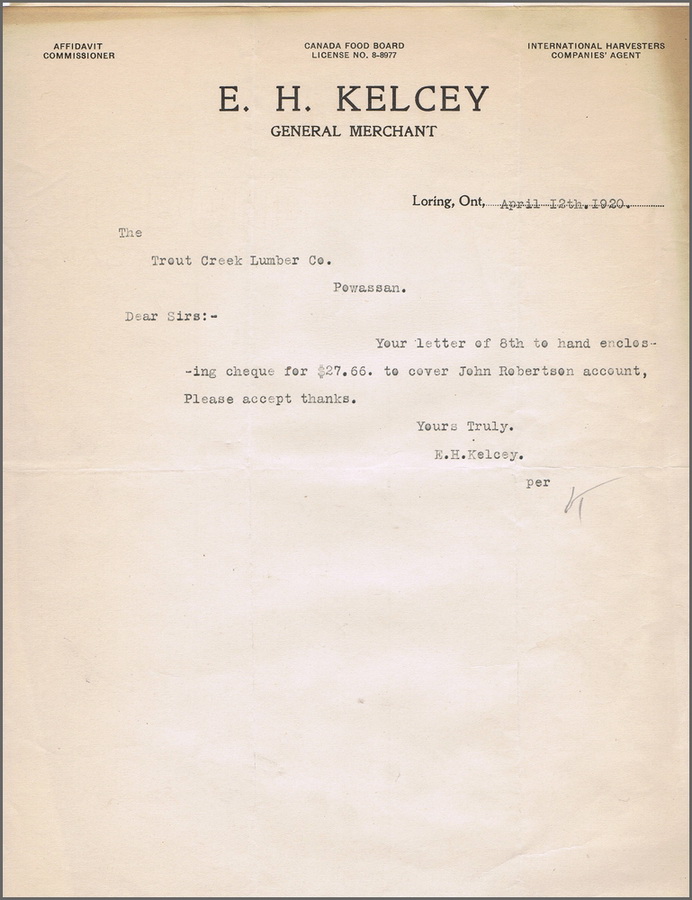 AFFIDAVIT
COMMISSIONER
CANADA FOOD BOARD
LICENSE NO. 8-8977
INTERNATIONAL HARVESTERS
COMPANIES' AGENT
E. H. KELCEY
GENERAL MERCHANT
Loring, Ont, April 12th.1920.
The
Trout Creek Lumber Co.
Powassan.
Dear Sirs:-
Your letter of 8th to hand enclos-
-ing cheque for $27.66. to cover John Robertson account,
Please accept thanks.
Yours Truly.
E.H.Kelcey.
per